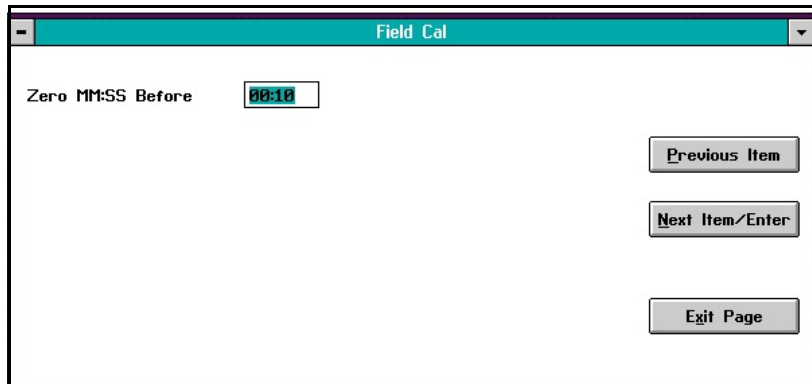 Field Cal
Zero MM:SS Before 00:10
Previous Item
Next Item/Enter
Exit Page